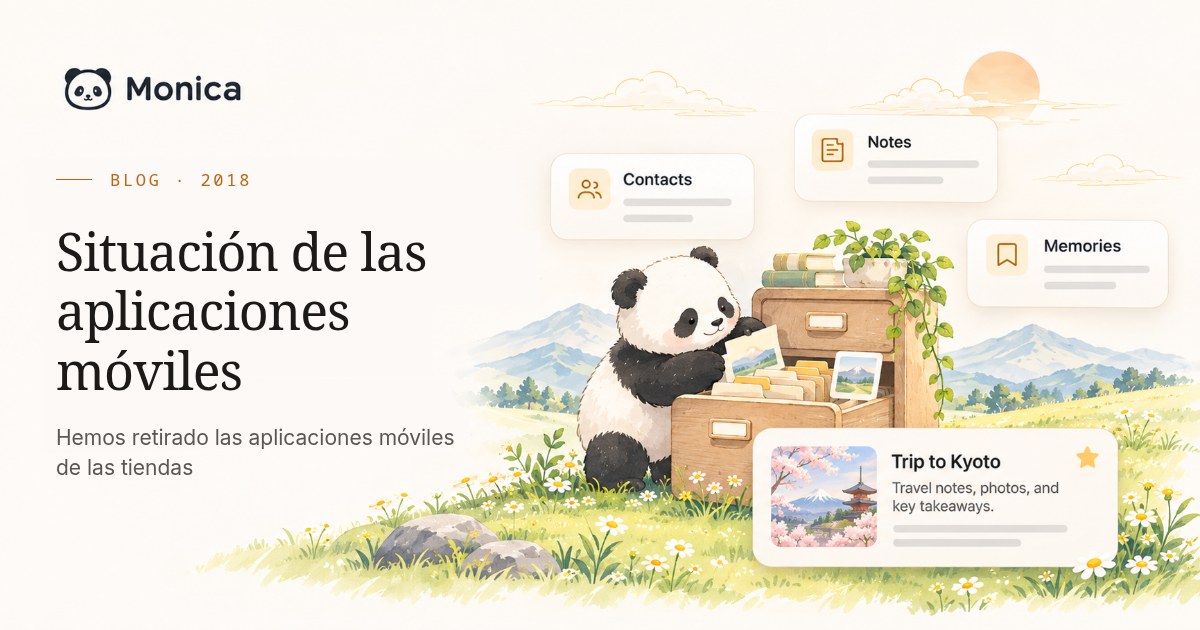 Monica
BLOG · 2018
Situación de las
aplicaciones
móviles
Hemos retirado las aplicaciones móviles
de las tiendas
Contacts
Notes
Memories
Trip to Kyoto
Travel notes, photos, and
key takeaways.